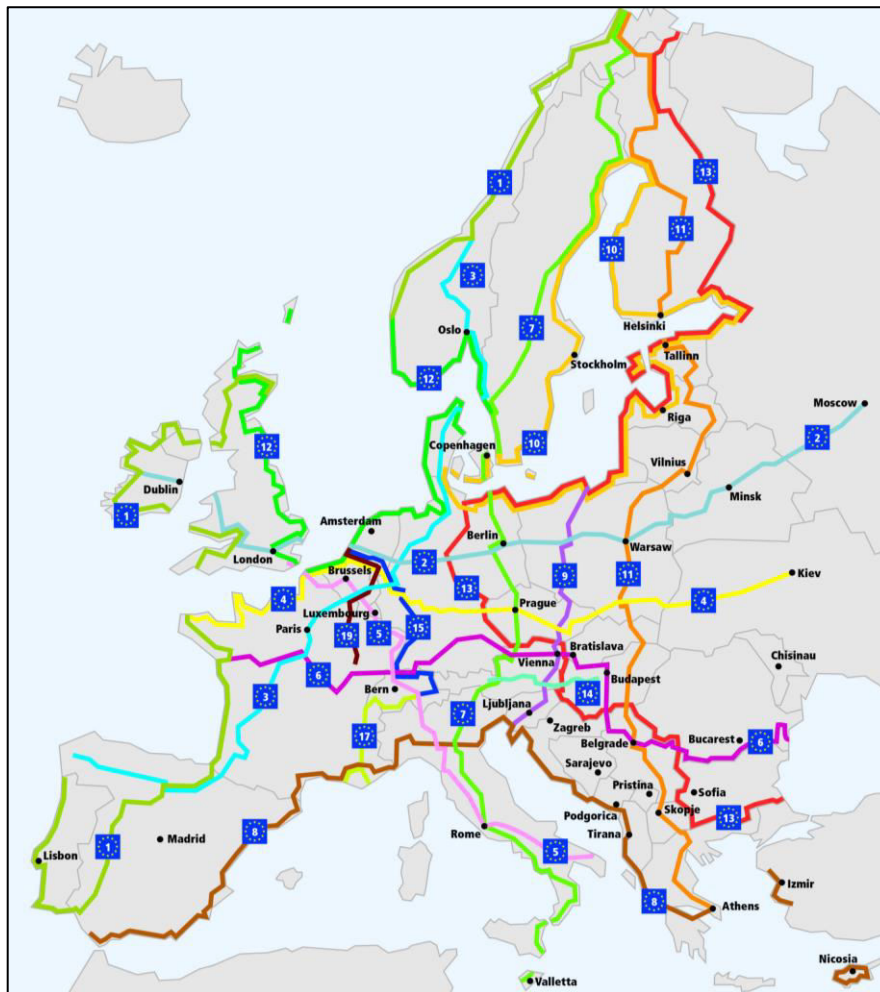 1
13
11
10
3
Oslo
Helsinki
7
Tallinn
Stockholm
12
Moscow
Riga
2
12
Copenhagen
10
Vilnius
Dublin
Minsk
1
Amsterdam
Berlin
Warsaw
London
2
Brussels
9
11
Kiev
4
13
4
Luxembourg
Prague
Paris
19
5
15
Bratislava
Vienna
Chisinau
6
Budapest
Bern
14
3
Ljubljana
7
Zagreb
17
Belgrade
Bucarest
6
Sarajevo
Pristina
Sofia
Podgorica
Skopje
13
Rome
Tirana
8
Madrid
1
Lisbon
5
Izmir
8
Athens
Nicosia
Valletta